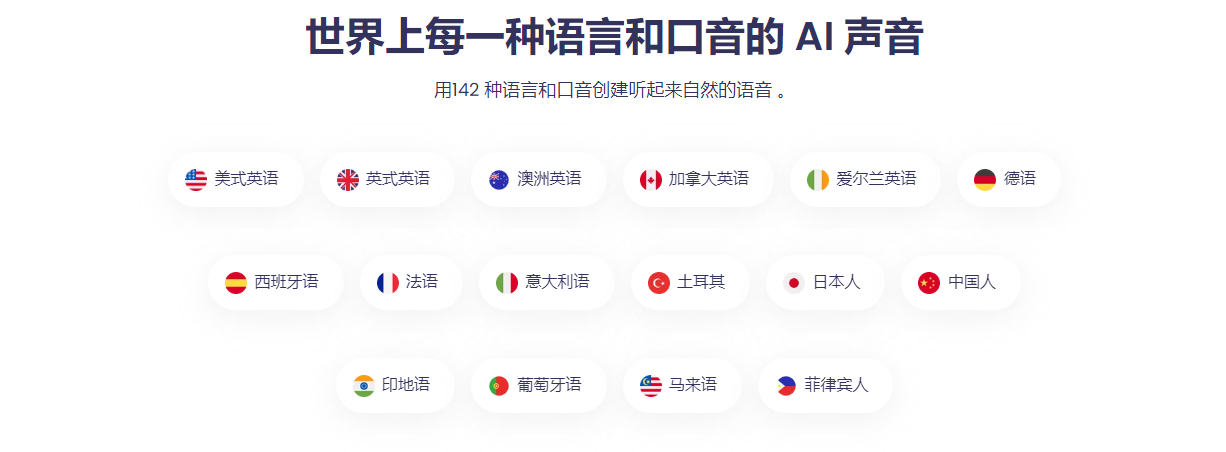 世界上每一种语言和口音的 AI 声音
用142 种语言和口音创建听起来自然的语音 。
美式英语 英式英语 澳洲英语 加拿大英语 爱尔兰英语 德语
西班牙语 法语 意大利语 土耳其 日本人 中国人
印地语 葡萄牙语 马来语 菲律宾人